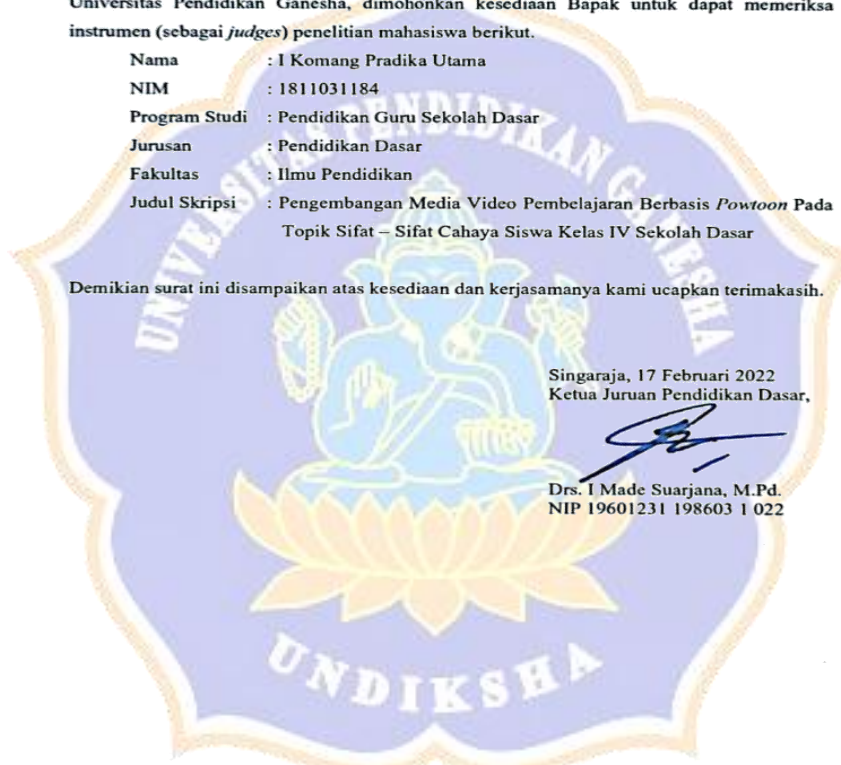 Universitas Pendidikan Ganesha, dimohonkan kesediaan Bapak untuk dapat memeriksa
instrumen (sebagai judges) penelitian mahasiswa berikut.
Nama : I Komang Pradika Utama
NIM : 1811031184
Program Studi : Pendidikan Guru Sekolah Dasar
Jurusan : Pendidikan Dasar
Fakultas : Ilmu Pendidikan
Judul Skripsi : Pengembangan Media Video Pembelajaran Berbasis Powtoon Pada
Topik Sifat – Sifat Cahaya Siswa Kelas IV Sekolah Dasar
Demikian surat ini disampaikan atas kesediaan dan kerjasamanya kami ucapkan terimakasih.
Singaraja, 17 Februari 2022
Ketua Juruan Pendidikan Dasar,
Drs. I Made Suarjana, M.Pd.
NIP 19601231 198603 1 022
UNIVERSITAS PENDIDIKAN GANESHA
UNDIKSHA